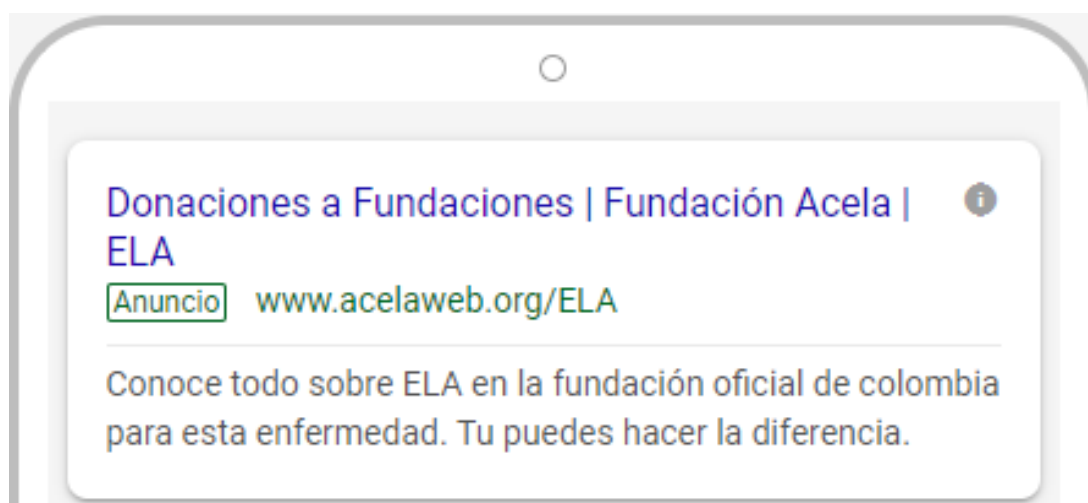 Donaciones a Fundaciones | Fundación Acela |
ELA
Anuncio www.acelaweb.org/ELA
Conoce todo sobre ELA en la fundación oficial de colombia
para esta enfermedad. Tu puedes hacer la diferencia.